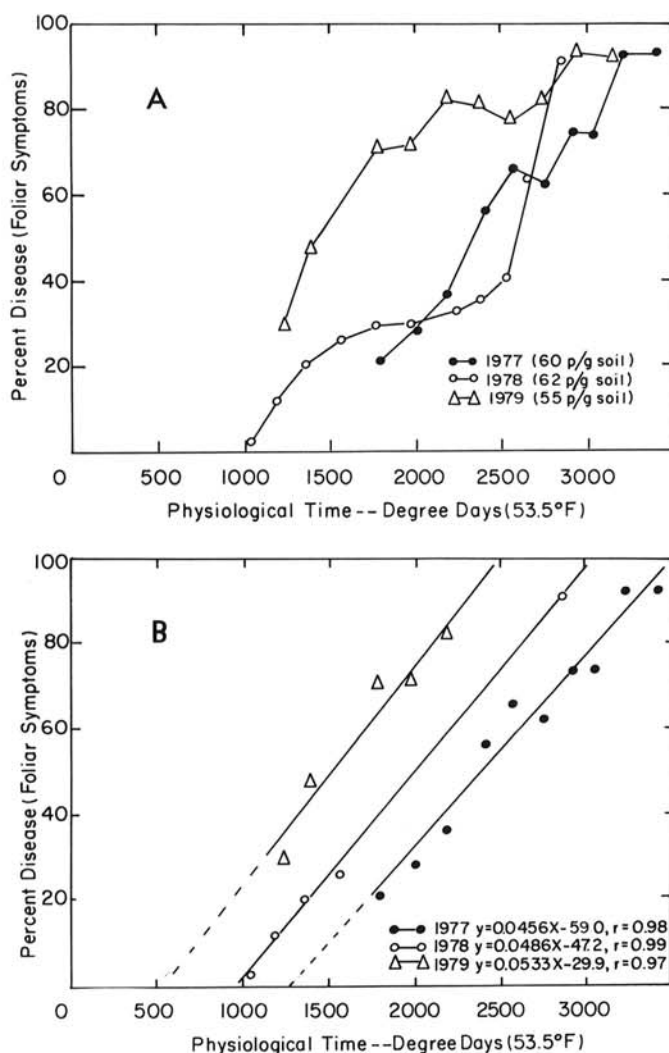 100
80
60
40
20
0
A
Percent Disease (Foliar Symptoms)
1977 (60 p/g soil)
1978 (62 p/g soil)
1979 (55 p/g soil)
500 1000 1500 2000 2500 3000
Physiological Time -- Degree Days (53.5°F)
100
80
60
40
20
0
B
Percent Disease (Foliar Symptoms)
1977 y=0.0456X-59.0, r=0.98
1978 y=0.0486X-47.2, r=0.99
1979 y=0.0533X-29.9, r=0.97
500 1000 1500 2000 2500 3000
Physiological Time -- Degree Days (53.5°F)